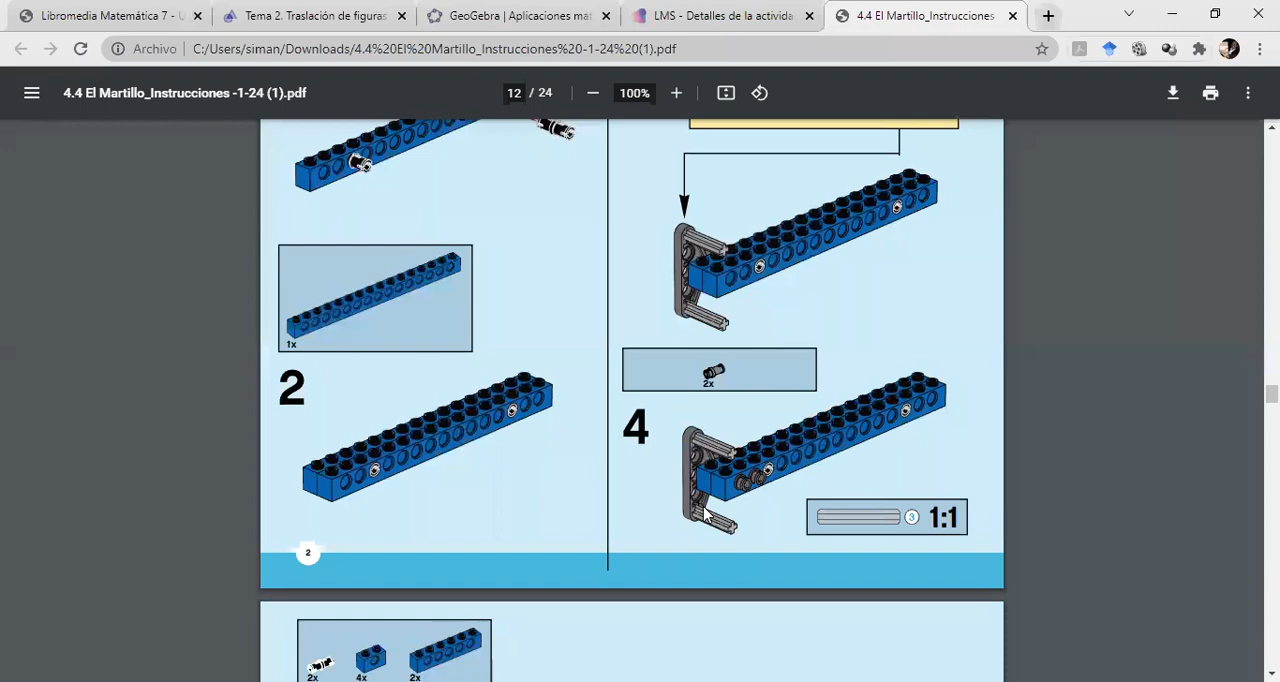 Libromedia Matemática 7 - U
Tema 2. Traslación de figuras
GeoGebra | Aplicaciones mat
LMS - Detalles de la activida
4.4 El Martillo_Instrucciones
Archivo
C:/Users/siman/Downloads/4.4%20El%20Martillo_Instrucciones%20-1-24%20(1).pdf
4.4 El Martillo_Instrucciones -1-24 (1).pdf
12 / 24
100%
1x
2
2
2x
4
3 1:1
2x 4x 2x